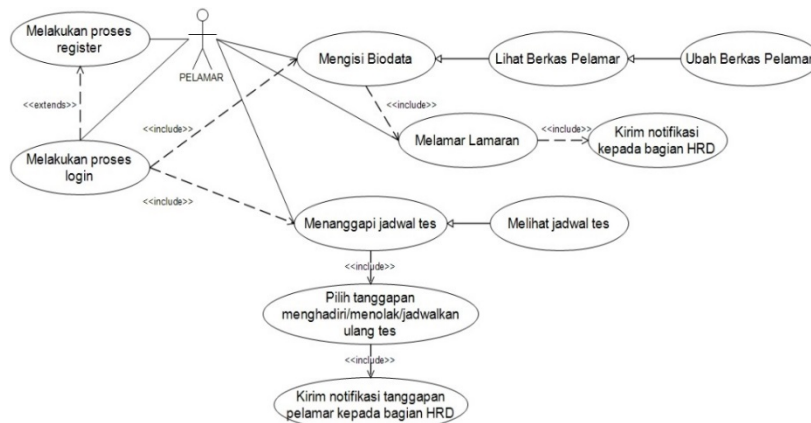 Melakukan proses
register
PELAMAR
Mengisi Biodata
Lihat Berkas Pelamar
Ubah Berkas Pelamar
<<extends>>
<<include>>
<<include>>
Melamar Lamaran
<<include>>
Kirim notifikasi
kepada bagian HRD
Melakukan proses
login
<<include>>
Menanggapi jadwal tes
Melihat jadwal tes
<<include>>
Pilih tanggapan
menghadiri/menolak/jadwalkan
ulang tes
<<include>>
Kirim notifikasi tanggapan
pelamar kepada bagian HRD